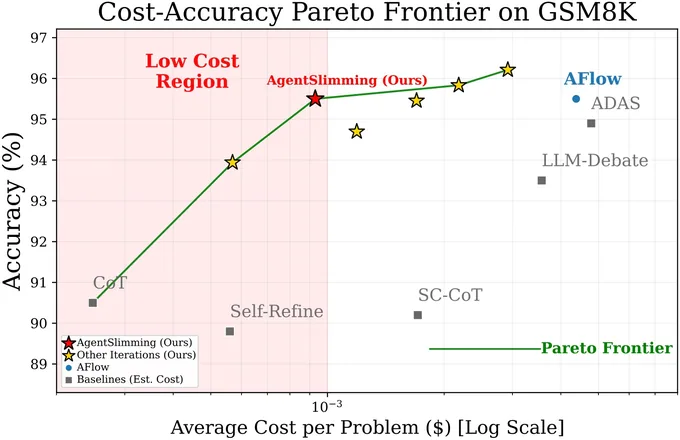 Cost-Accuracy Pareto Frontier on GSM8K
97
96
95
94
93
92
91
90
89
Accuracy (%)
Low Cost
Region
AgentSlimming (Ours)
AFlow
ADAS
LLM-Debate
CoT
Self-Refine
SC-CoT
Pareto Frontier
AgentSlimming (Ours)
Other Iterations (Ours)
AFlow
Baselines (Est. Cost)
10⁻³
Average Cost per Problem ($) [Log Scale]